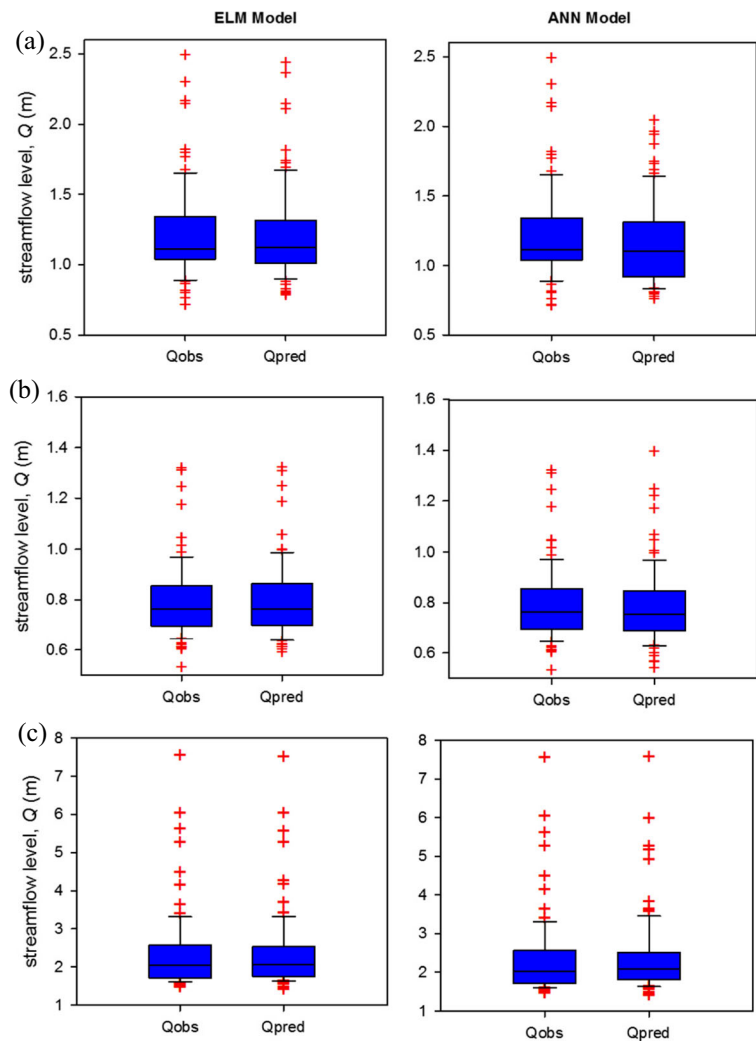 ELM Model
ANN Model
(a)
streamflow level, Q (m)
2.5
2.0
1.5
1.0
0.5
Qobs
Qpred
2.5
2.0
1.5
1.0
0.5
Qobs
Qpred
(b)
streamflow level, Q (m)
1.6
1.4
1.2
1.0
0.8
0.6
Qobs
Qpred
1.6
1.4
1.2
1.0
0.8
0.6
Qobs
Qpred
(c)
streamflow level, Q (m)
8
7
6
5
4
3
2
1
Qobs
Qpred
8
7
6
5
4
3
2
1
Qobs
Qpred